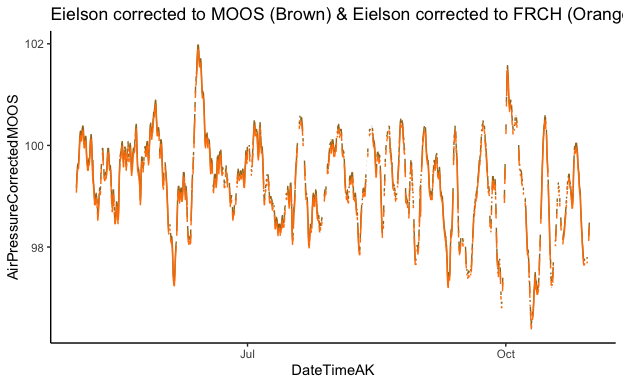 Eielson corrected to MOOS (Brown) & Eielson corrected to FRCH (Orang
102
100
98
AirPressureCorrectedMOOS
Jul
Oct
DateTimeAK